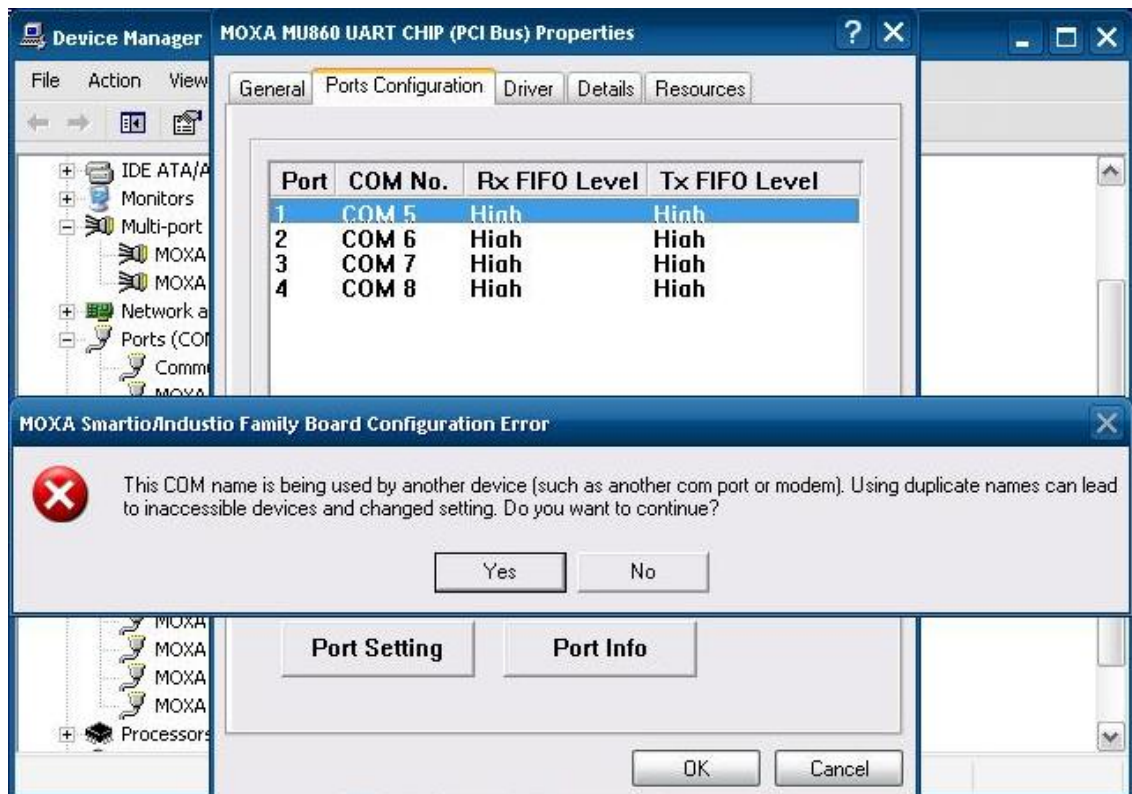 Device Manager
MOXA MU860 UART CHIP (PCI Bus) Properties
File Action View
General Ports Configuration Driver Details Resources
IDE ATA/A
Monitors
Multi-port
MOXA
MOXA
Network a
Ports (COM
Commu
MOXA
Port COM No. Rx FIFO Level Tx FIFO Level
1 COM 5 High High
2 COM 6 High High
3 COM 7 High High
4 COM 8 High High
MOXA Smartio/Industio Family Board Configuration Error
This COM name is being used by another device (such as another com port or modem). Using duplicate names can lead
to inaccessible devices and changed setting. Do you want to continue?
Yes No
MOXA
MOXA
MOXA
MOXA
Processors
Port Setting Port Info
OK Cancel